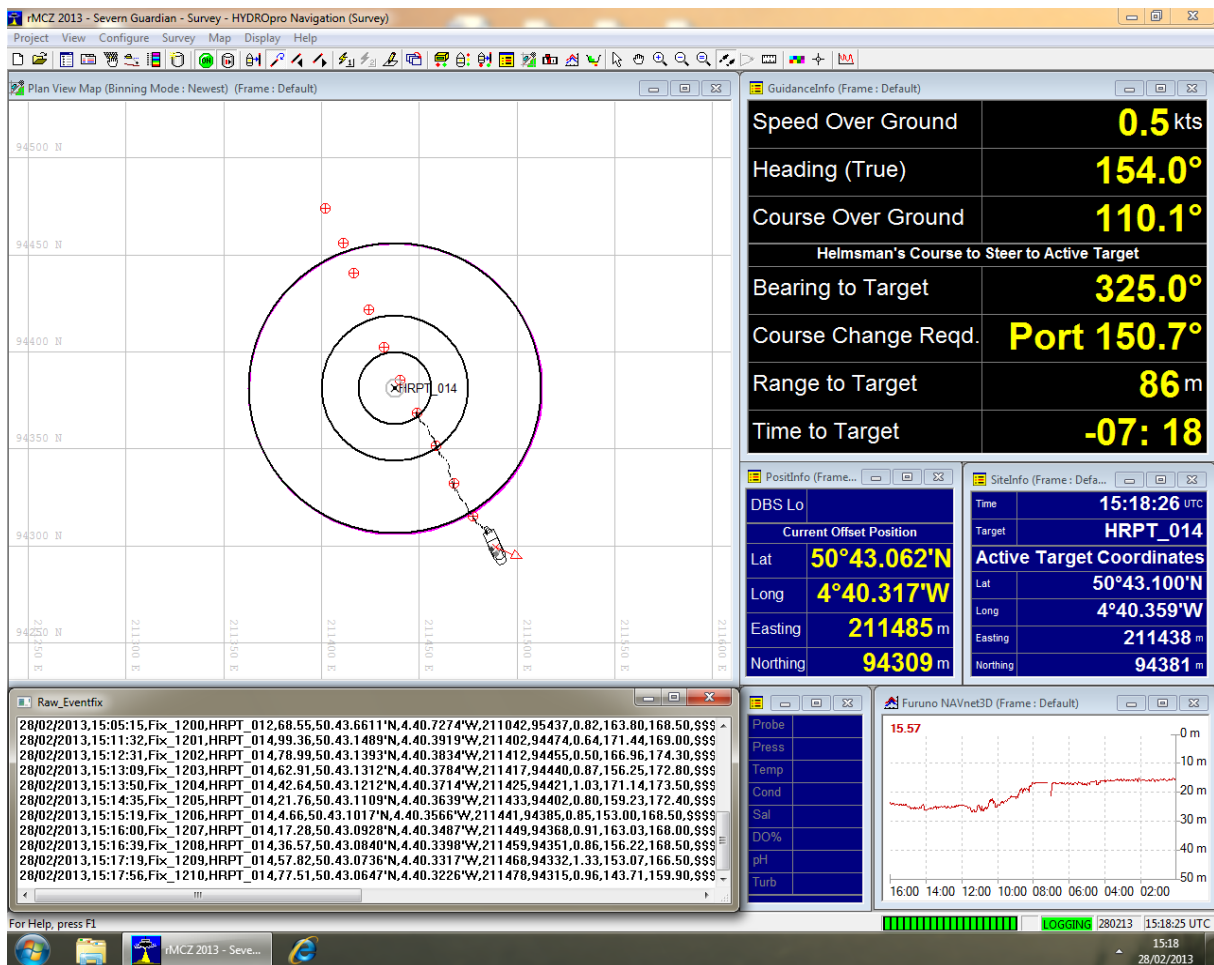 rMCZ 2013 - Severn Guardian - Survey - HYDROpro Navigation (Survey)
Project View Configure Survey Map Display Help
Plan View Map (Binning Mode : Newest) (Frame : Default)
94500 N
94450 N
94400 N
94350 N
94300 N
94250 N
HRPT_014
211250 E
211300 E
211350 E
211400 E
211450 E
211500 E
211550 E
211600 E
GuidanceInfo (Frame : Default)
Speed Over Ground 0.5 kts
Heading (True) 154.0°
Course Over Ground 110.1°
Helmsman's Course to Steer to Active Target
Bearing to Target 325.0°
Course Change Reqd. Port 150.7°
Range to Target 86 m
Time to Target -07: 18
PositInfo (Frame...
DBS Lo
Current Offset Position
Lat 50°43.062'N
Long 4°40.317'W
Easting 211485 m
Northing 94309 m
SiteInfo (Frame : Defa...
Time 15:18:26 UTC
Target HRPT_014
Active Target Coordinates
Lat 50°43.100'N
Long 4°40.359'W
Easting 211438 m
Northing 94381 m
Raw_Eventfix
28/02/2013,15:05:15,Fix_1200,HRPT_012,68.55,50.43.6611'N,4.40.7274'W,211042,95437,0.82,163.80,168.50,$$$
28/02/2013,15:11:32,Fix_1201,HRPT_014,99.36,50.43.1489'N,4.40.3919'W,211402,94474,0.64,171.44,169.00,$$$
28/02/2013,15:12:31,Fix_1202,HRPT_014,78.99,50.43.1393'N,4.40.3834'W,211412,94455,0.50,166.96,174.30,$$$
28/02/2013,15:13:09,Fix_1203,HRPT_014,62.91,50.43.1312'N,4.40.3784'W,211417,94440,0.87,156.25,172.80,$$$
28/02/2013,15:13:50,Fix_1204,HRPT_014,42.64,50.43.1212'N,4.40.3714'W,211425,94421,1.03,171.14,173.50,$$$
28/02/2013,15:14:35,Fix_1205,HRPT_014,21.76,50.43.1109'N,4.40.3639'W,211433,94402,0.80,159.23,172.40,$$$
28/02/2013,15:15:19,Fix_1206,HRPT_014,4.66,50.43.1017'N,4.40.3566'W,211441,94385,0.85,153.00,168.50,$$$
28/02/2013,15:16:00,Fix_1207,HRPT_014,17.28,50.43.0928'N,4.40.3487'W,211449,94368,0.91,163.03,168.00,$$$
28/02/2013,15:16:39,Fix_1208,HRPT_014,36.57,50.43.0840'N,4.40.3398'W,211459,94351,0.86,156.22,168.50,$$$
28/02/2013,15:17:19,Fix_1209,HRPT_014,57.82,50.43.0736'N,4.40.3317'W,211468,94332,1.33,153.07,166.50,$$$
28/02/2013,15:17:56,Fix_1210,HRPT_014,77.51,50.43.0647'N,4.40.3226'W,211478,94315,0.96,143.71,159.90,$$$
Probe
Press
Temp
Cond
Sal
DO%
pH
Turb
Furuno NAVnet3D (Frame : Default)
15.57
0 m
10 m
20 m
30 m
40 m
50 m
16:00 14:00 12:00 10:00 08:00 06:00 04:00 02:00
For Help, press F1
LOGGING 280213 15:18:25 UTC
rMCZ 2013 - Seve...
15:18
28/02/2013